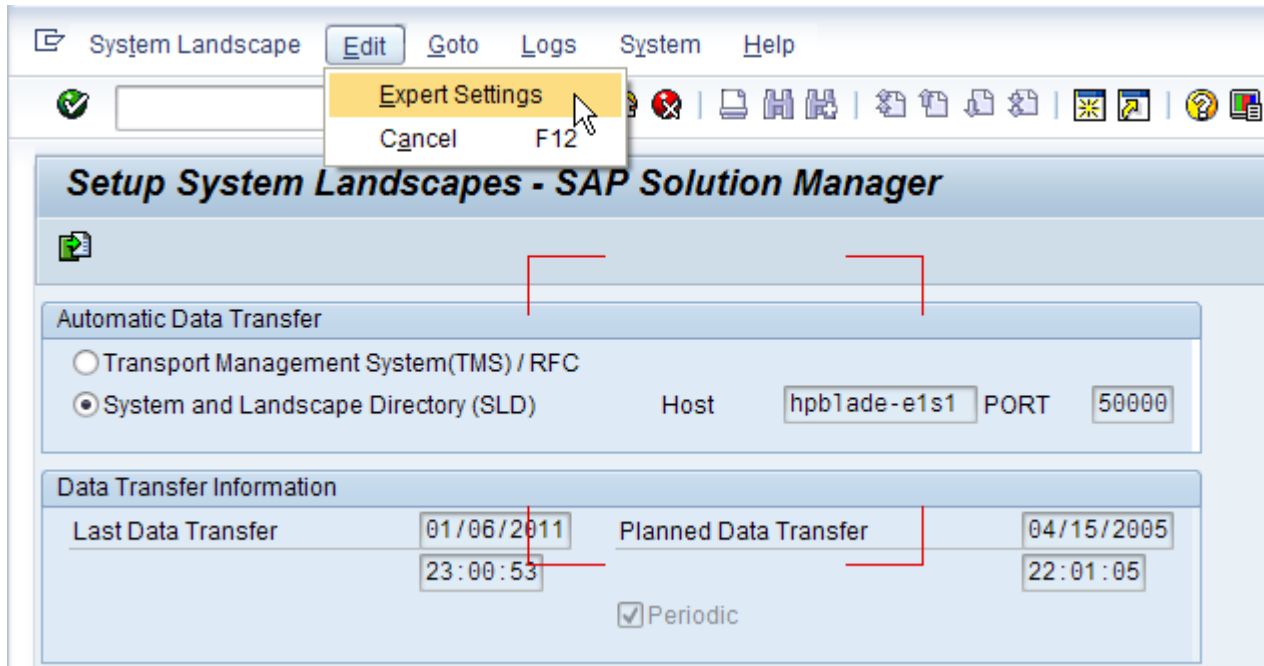 System Landscape Edit Goto Logs System Help
Expert Settings
Cancel F12
Setup System Landscapes - SAP Solution Manager
Automatic Data Transfer
Transport Management System(TMS) / RFC
System and Landscape Directory (SLD) Host hpblade-e1s1 PORT 50000
Data Transfer Information
Last Data Transfer 01/06/2011 Planned Data Transfer 04/15/2005
23:00:53 22:01:05
Periodic